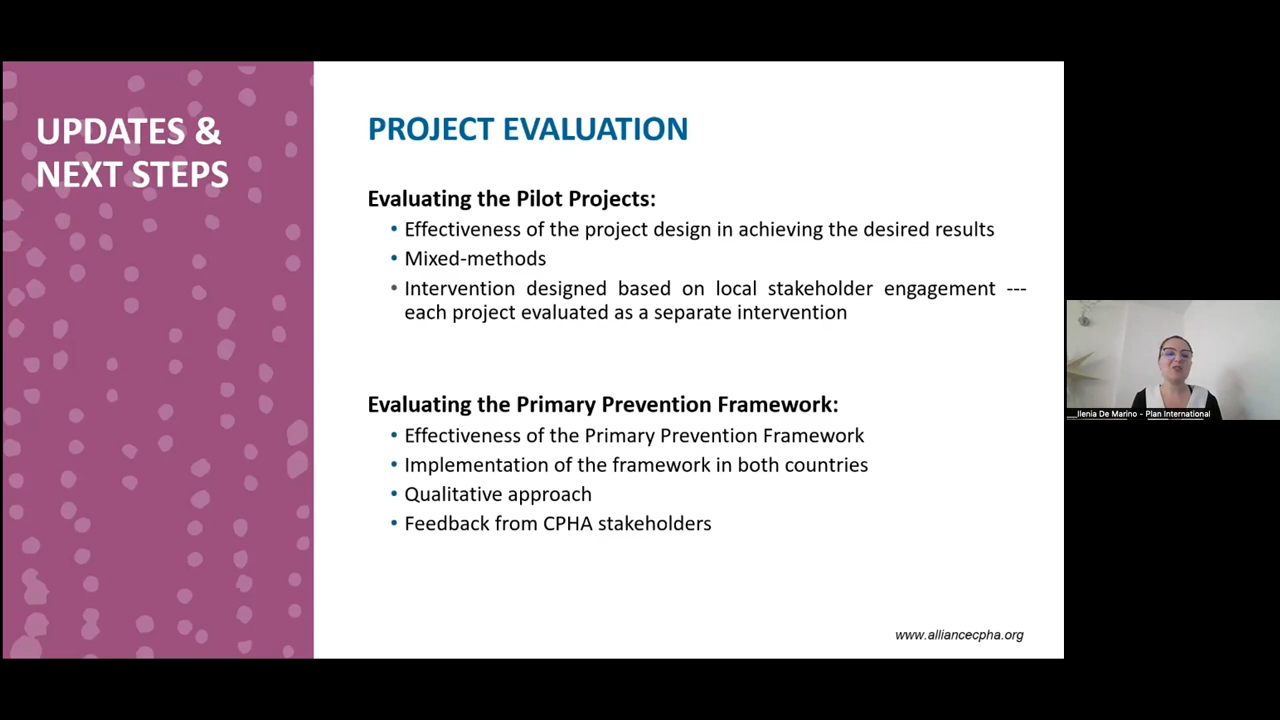 UPDATES &
NEXT STEPS
PROJECT EVALUATION
Evaluating the Pilot Projects:
• Effectiveness of the project design in achieving the desired results
• Mixed-methods
• Intervention designed based on local stakeholder engagement ---
each project evaluated as a separate intervention
Evaluating the Primary Prevention Framework:
• Effectiveness of the Primary Prevention Framework
• Implementation of the framework in both countries
• Qualitative approach
• Feedback from CPHA stakeholders
www.alliancecpha.org
Ilenia De Marino - Plan International